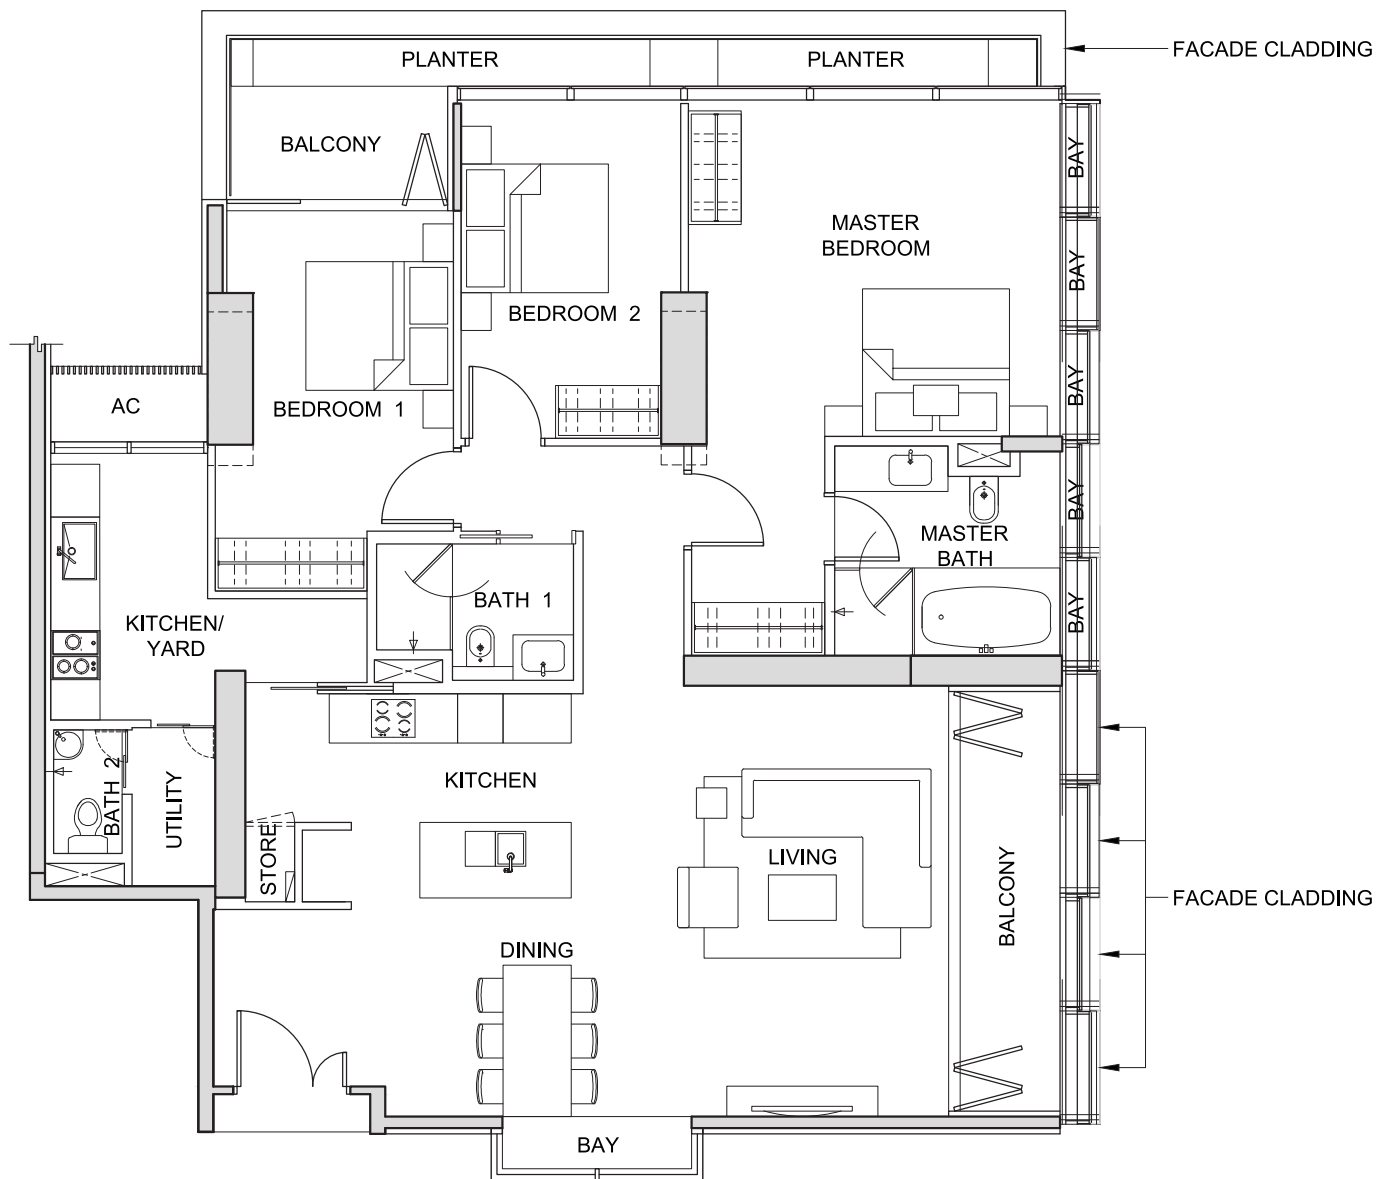 PLANTER
PLANTER
FACADE CLADDING
BALCONY
BAY
MASTER
BEDROOM
BAY
BEDROOM 2
BAY
AC
BEDROOM 1
BAY
MASTER
BATH
BATH 1
BAY
KITCHEN/
YARD
KITCHEN
BATH 2
UTILITY
STORE
LIVING
BALCONY
FACADE CLADDING
DINING
BAY